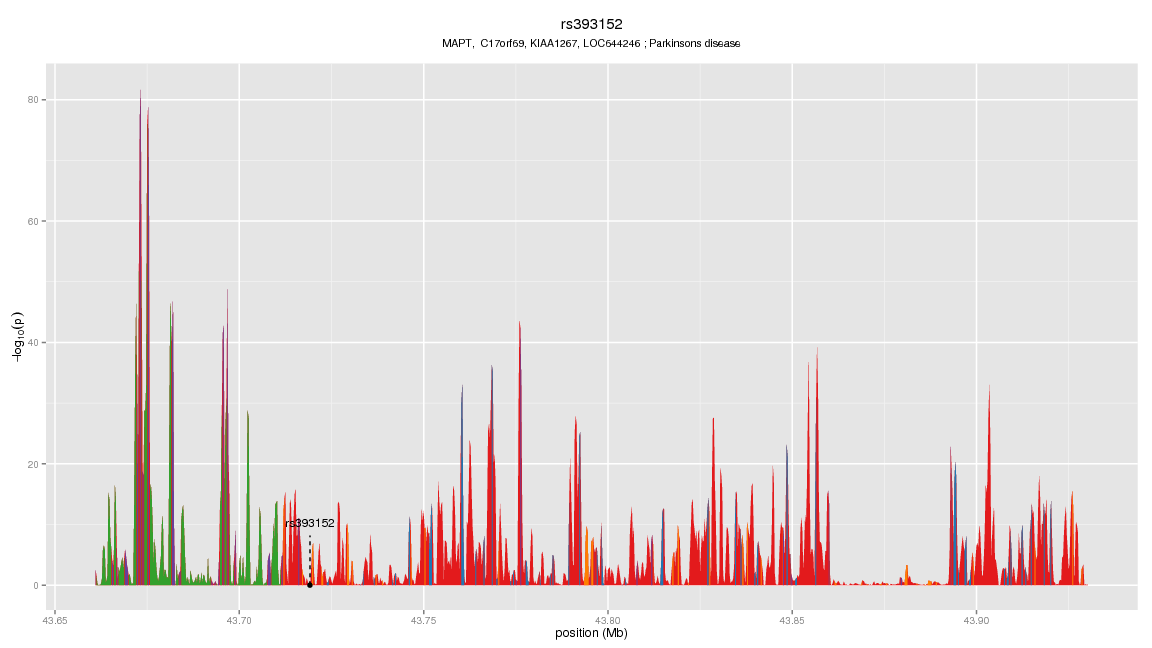 rs393152
MAPT, C17orf69, KIAA1267, LOC644246 ; Parkinsons disease
80
60
40
20
0
−log10(p)
rs393152
43.65
43.70
43.75
43.80
43.85
43.90
position (Mb)